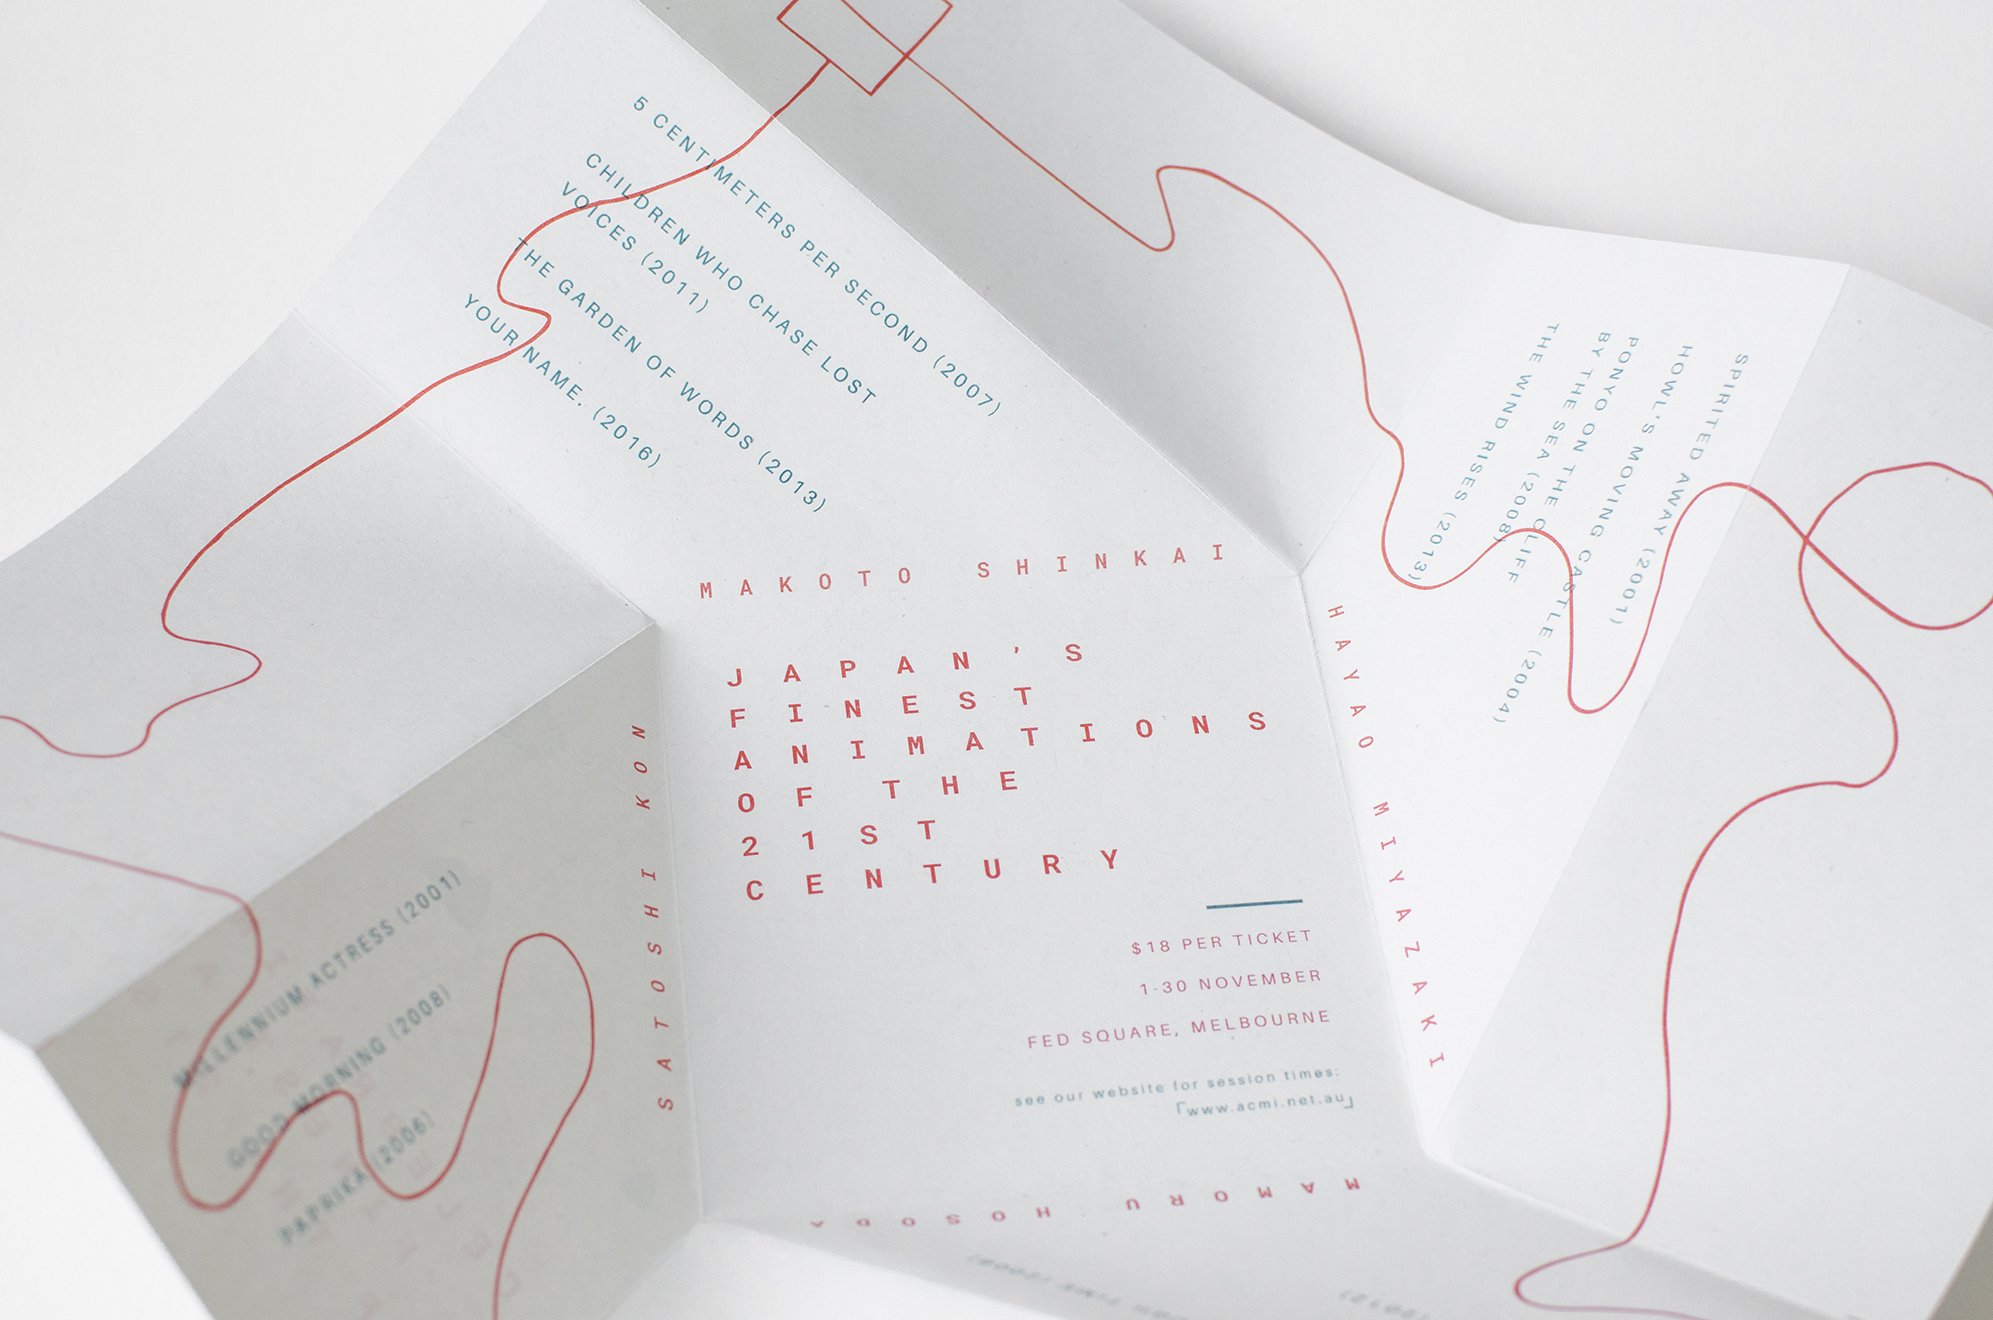 5 CENTIMETERS PER SECOND (2007)
CHILDREN WHO CHASE LOST
VOICES (2011)
THE GARDEN OF WORDS (2013)
YOUR NAME. (2016)
MAKOTO SHINKAI
JAPAN'S
FINEST
ANIMATIONS
OF THE
21ST
CENTURY
$18 PER TICKET
1-30 NOVEMBER
FED SQUARE, MELBOURNE
see our website for session times:
「www.acmi.net.au」
HAYAO MIYAZAKI
SPIRITED AWAY (2001)
HOWL'S MOVING CASTLE (2004)
PONYO ON THE CLIFF
BY THE SEA (2008)
THE WIND RISES (2013)
SATOSHI KON
MILLENNIUM ACTRESS (2001)
GOOD MORNING (2008)
PAPRIKA (2006)
MAMORU HOSODA
TIME (2006)
(2012)